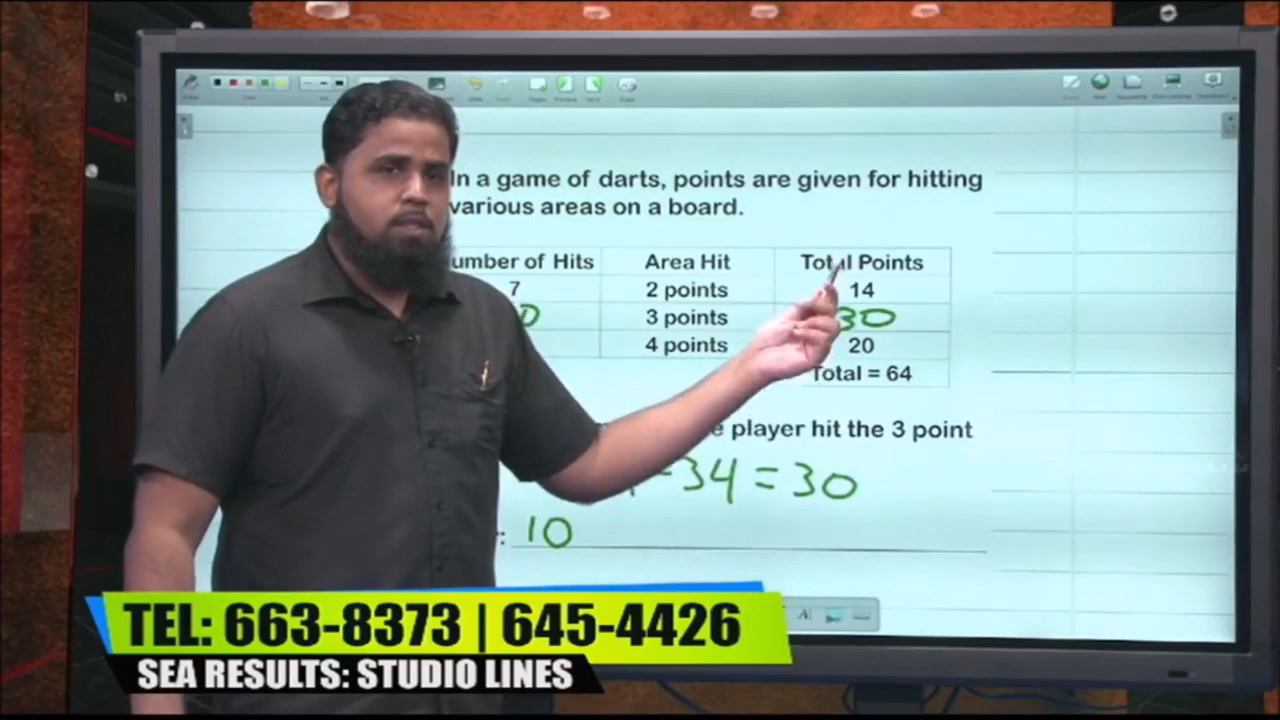 In a game of darts, points are given for hitting
various areas on a board.
umber of Hits Area Hit Total Points
7 2 points 14
0 3 points 30
4 points 20
Total = 64
player hit the 3 point
-34 = 30
: 10
TEL: 663-8373 | 645-4426
SEA RESULTS: STUDIO LINES